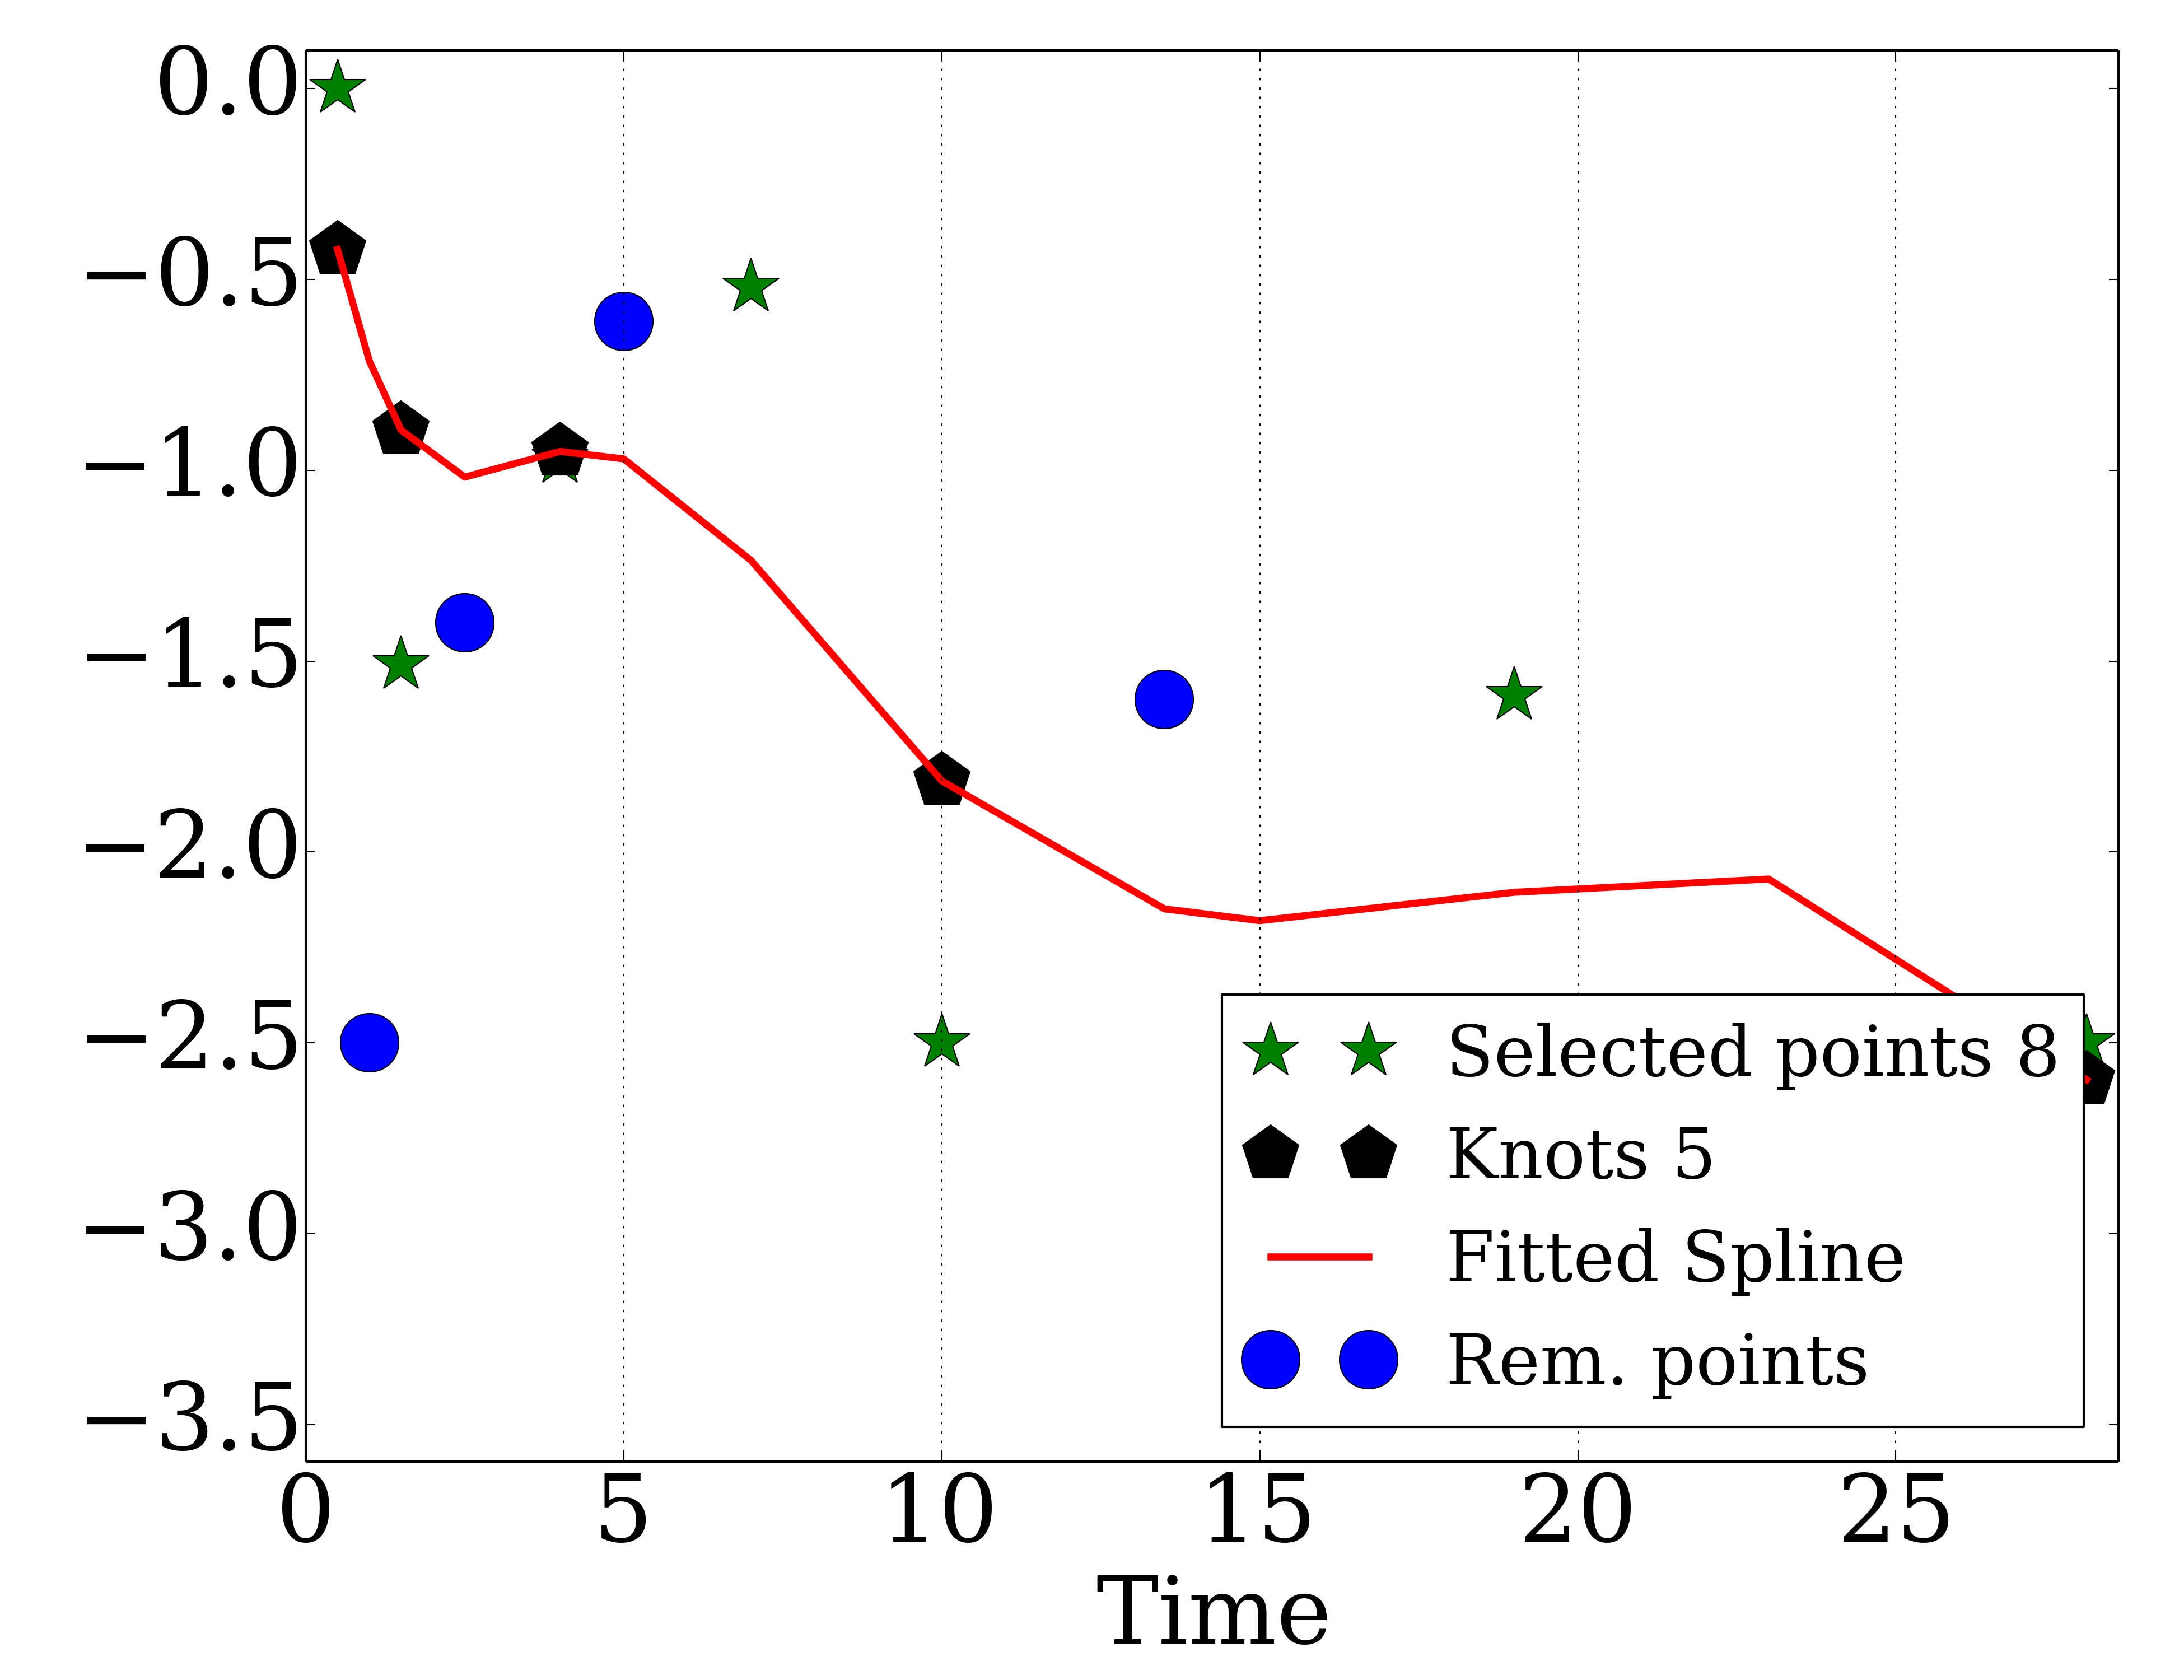 0.0
−0.5
−1.0
−1.5
−2.0
−2.5
−3.0
−3.5
Selected points 8
Knots 5
Fitted Spline
Rem. points
0 5 10 15 20 25
Time